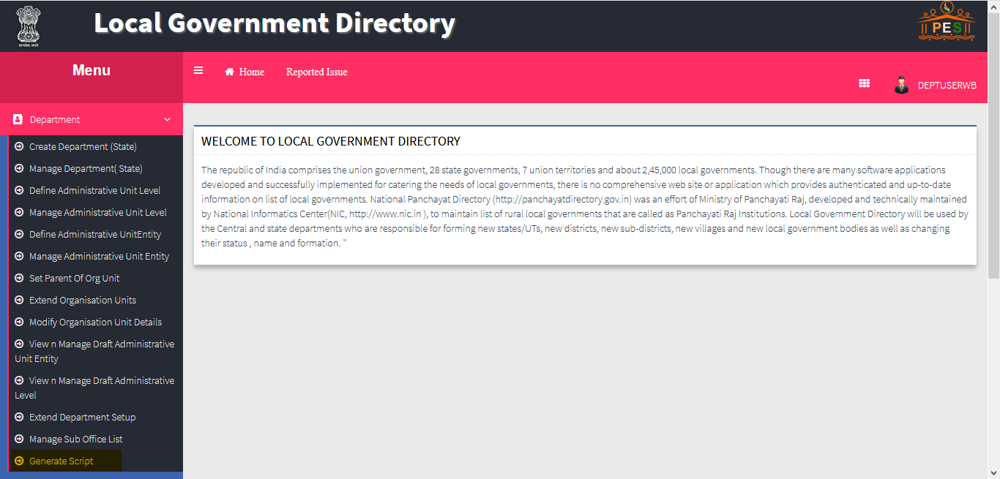 Local Government Directory
सत्यमेव जयते
PES
Menu
Home
Reported Issue
DEPTUSERWB
Department
Create Department (State)
Manage Department( State)
Define Administrative Unit Level
Manage Administrative Unit Level
Define Administrative UnitEntity
Manage Administrative Unit Entity
Set Parent Of Org Unit
Extend Organisation Units
Modify Organisation Unit Details
View n Manage Draft Administrative
Unit Entity
View n Manage Draft Administrative
Level
Extend Department Setup
Manage Sub Office List
Generate Script
WELCOME TO LOCAL GOVERNMENT DIRECTORY
The republic of India comprises the union government, 28 state governments, 7 union territories and about 2,45,000 local governments. Though there are many software applications
developed and successfully implemented for catering the needs of local governments, there is no comprehensive web site or application which provides authenticated and up-to-date
information on list of local governments. National Panchayat Directory (http://panchayatdirectory.gov.in) was an effort of Ministry of Panchayati Raj, developed and technically maintained
by National Informatics Center(NIC, http://www.nic.in ), to maintain list of rural local governments that are called as Panchayati Raj Institutions. Local Government Directory will be used by
the Central and state departments who are responsible for forming new states/UTs, new districts, new sub-districts, new villages and new local government bodies as well as changing
their status , name and formation. "